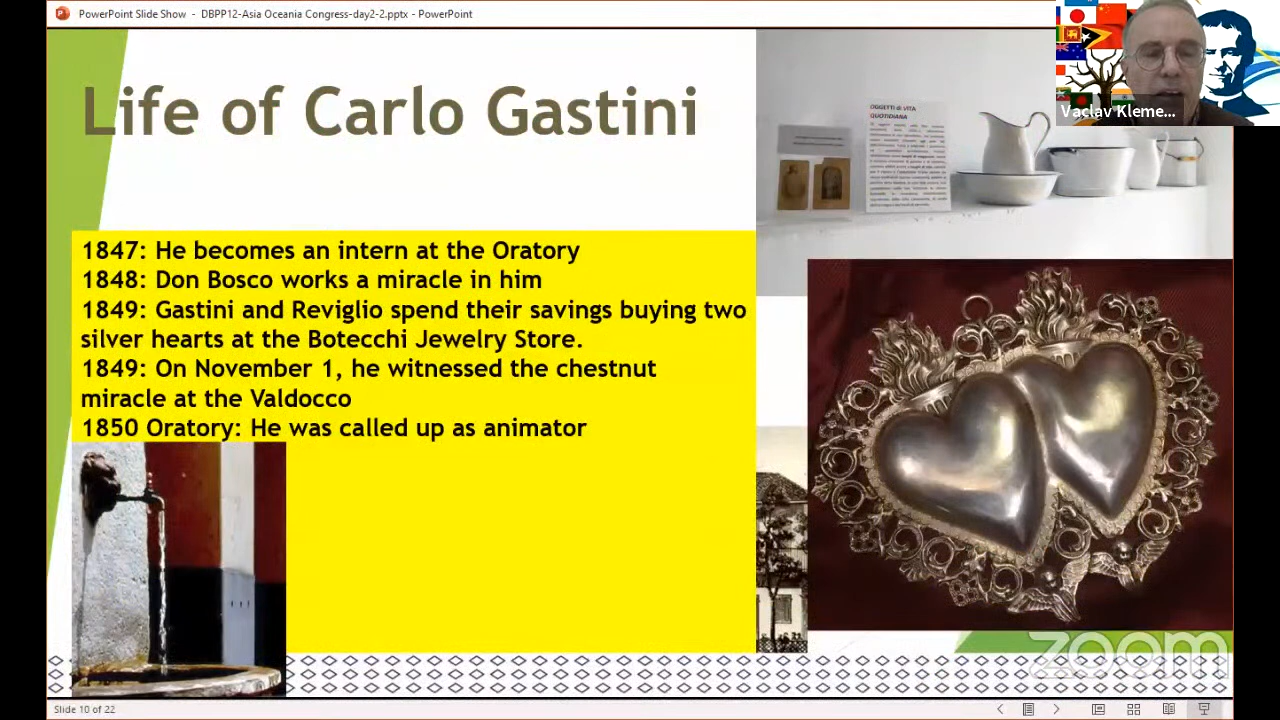 PowerPoint Slide Show - DBPP12-Asia Oceania Congress-day2-2.pptx - PowerPoint
Life of Carlo Gastini
OGGETTI di VITA
QUOTIDIANA
Vaclav Kleme...
1847: He becomes an intern at the Oratory
1848: Don Bosco works a miracle in him
1849: Gastini and Reviglio spend their savings buying two
silver hearts at the Botecchi Jewelry Store.
1849: On November 1, he witnessed the chestnut
miracle at the Valdocco
1850 Oratory: He was called up as animator
zoom
Slide 10 of 22